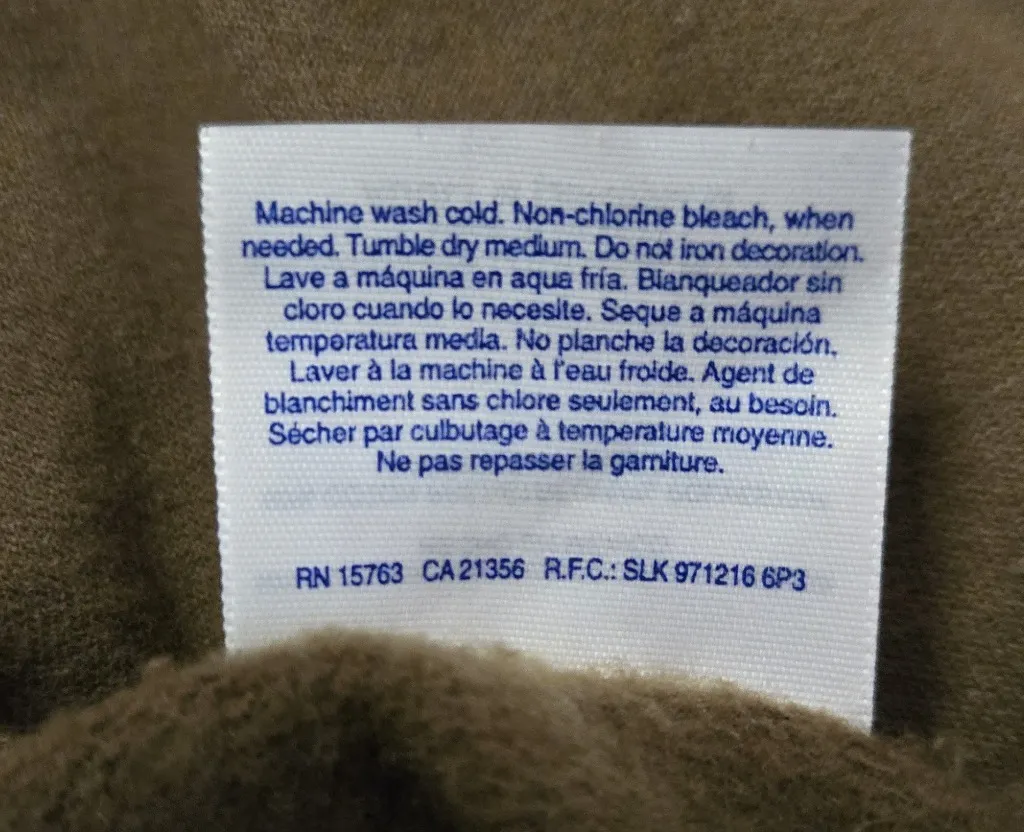 Machine wash cold. Non-chlorine bleach, when
needed. Tumble dry medium. Do not iron decoration.
Lave a máquina en aqua fría. Blanqueador sin
cloro cuando lo necesite. Seque a máquina
temperatura media. No planche la decoración.
Laver à la machine à l'eau froide. Agent de
blanchiment sans chlore seulement, au besoin.
Sécher par culbutage à temperature moyenne.
Ne pas repasser la garniture.
RN 15763 CA 21356 R.F.C.: SLK 971216 6P3